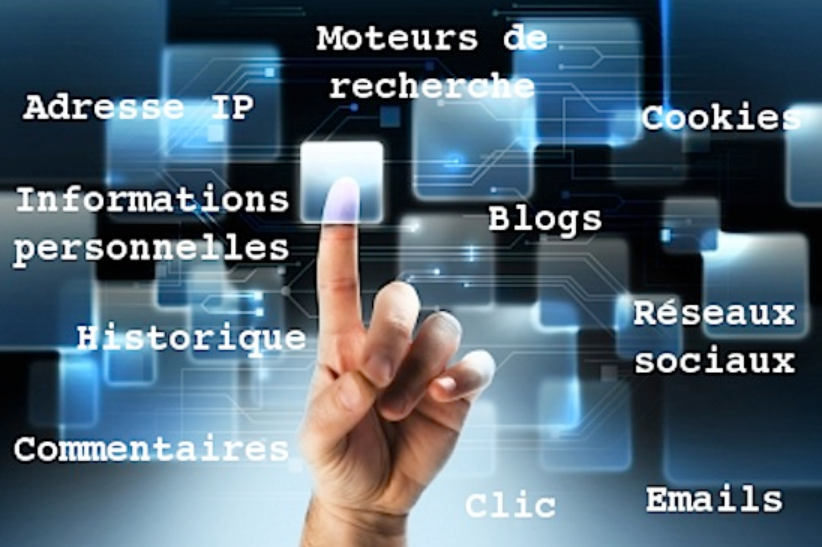 Moteurs de
recherche
Adresse IP
Cookies
Informations
personnelles
Blogs
Réseaux
sociaux
Historique
Commentaires
Clic
Emails